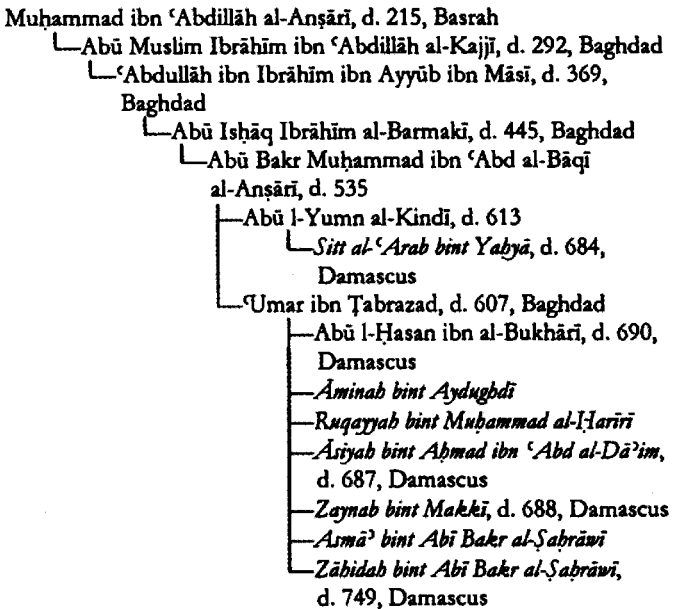 Muḥammad ibn ʿAbdillāh al-Anṣārī, d. 215, Basrah
Abū Muslim Ibrāhīm ibn ʿAbdillāh al-Kajjī, d. 292, Baghdad
ʿAbdullāh ibn Ibrāhīm ibn Ayyūb ibn Māsī, d. 369,
Baghdad
Abū Isḥāq Ibrāhīm al-Barmakī, d. 445, Baghdad
Abū Bakr Muḥammad ibn ʿAbd al-Bāqī
al-Anṣārī, d. 535
Abū l-Yumn al-Kindī, d. 613
Sitt al-ʿArab bint Yaḥyā, d. 684,
Damascus
ʿUmar ibn Ṭabrazad, d. 607, Baghdad
Abū l-Ḥasan ibn al-Bukhārī, d. 690,
Damascus
Āminah bint Aydughdī
Ruqayyah bint Muḥammad al-Ḥarīrī
Āsiyah bint Aḥmad ibn ʿAbd al-Dāʾim,
d. 687, Damascus
Zaynab bint Makkī, d. 688, Damascus
Asmāʾ bint Abī Bakr al-Ṣaḥrāwī
Zāhidah bint Abī Bakr al-Ṣaḥrāwī,
d. 749, Damascus